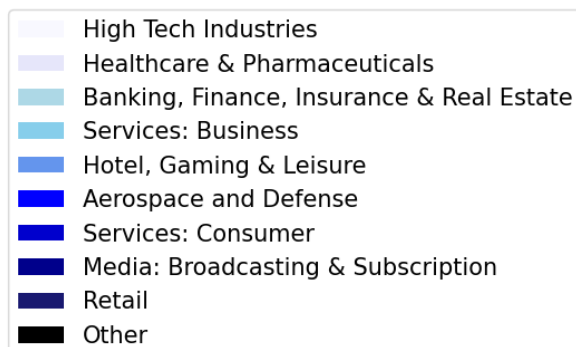 High Tech Industries
Healthcare & Pharmaceuticals
Banking, Finance, Insurance & Real Estate
Services: Business
Hotel, Gaming & Leisure
Aerospace and Defense
Services: Consumer
Media: Broadcasting & Subscription
Retail
Other